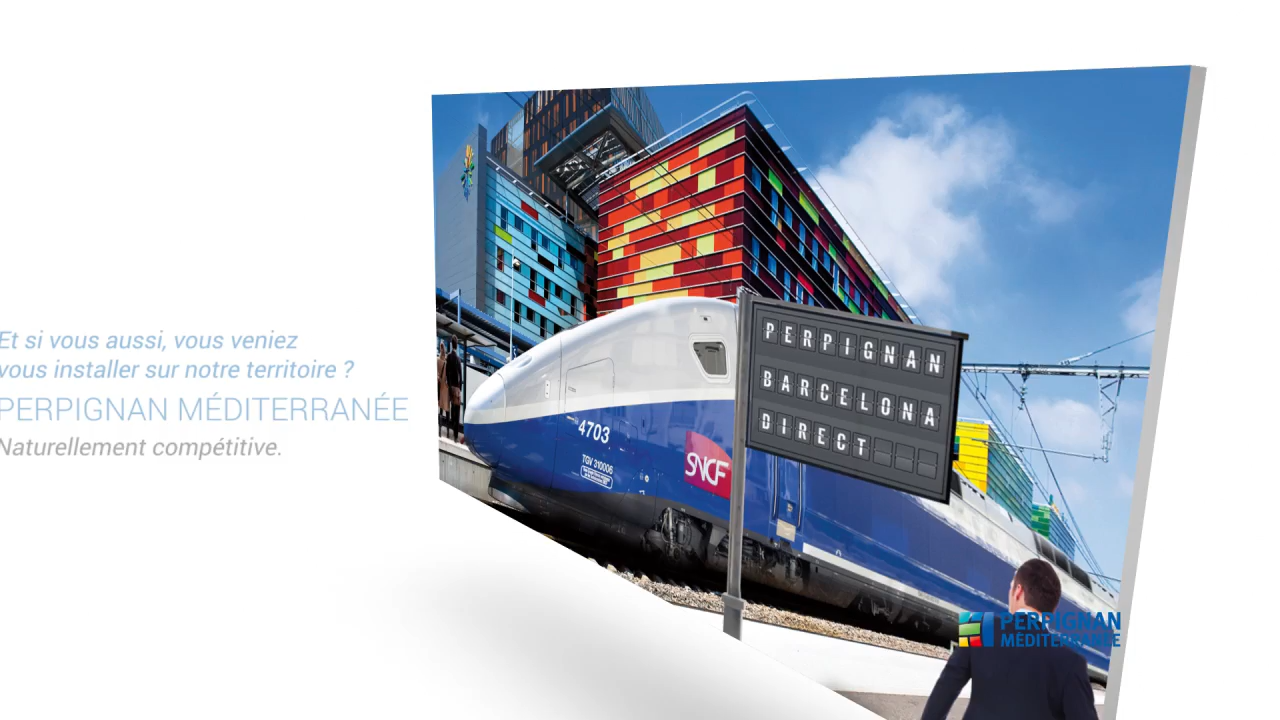 Et si vous aussi, vous veniez
vous installer sur notre territoire ?
PERPIGNAN MÉDITERRANÉE
Naturellement compétitive.
PERPIGNAN
BARCELONA
DIRECT
4703
TGV 310006
SNCF
PERPIGNAN
MÉDITERRANÉE